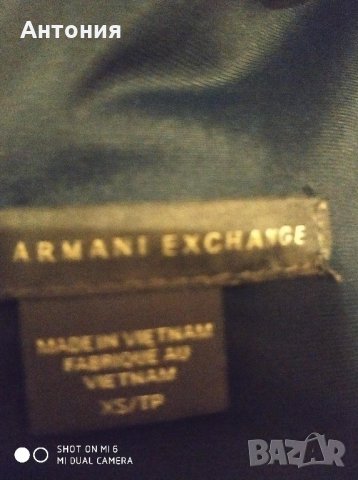 Антония
ARMANI EXCHANGE
MADE IN VIETNAM
FABRIQUE AU
VIETNAM
XS/TP
SHOT ON MI 6
MI DUAL CAMERA
BAZAR